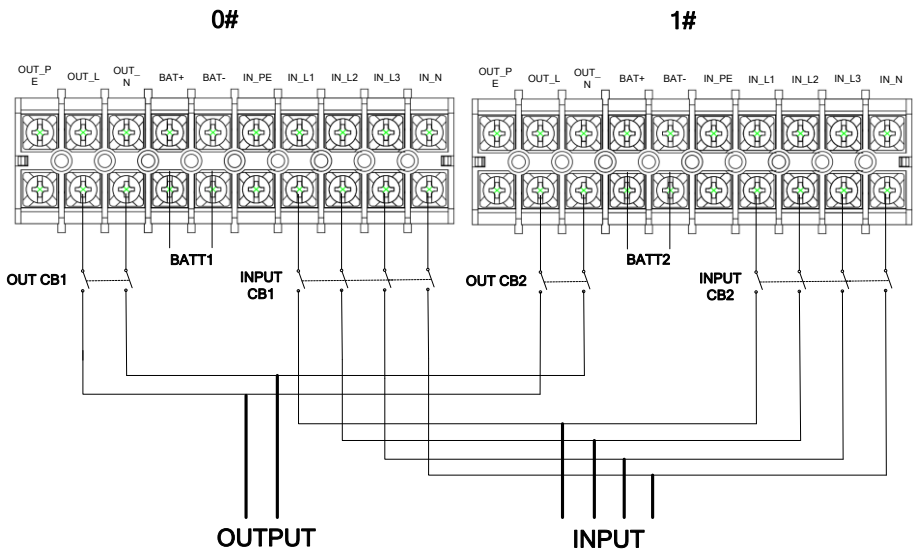 0# 1#
OUT_P
E OUT_L OUT_
N BAT+ BAT- IN_PE IN_L1 IN_L2 IN_L3 IN_N
OUT_P
E OUT_L OUT_
N BAT+ BAT- IN_PE IN_L1 IN_L2 IN_L3 IN_N
BATT1
BATT2
OUT CB1
INPUT
CB1
OUT CB2
INPUT
CB2
OUTPUT
INPUT